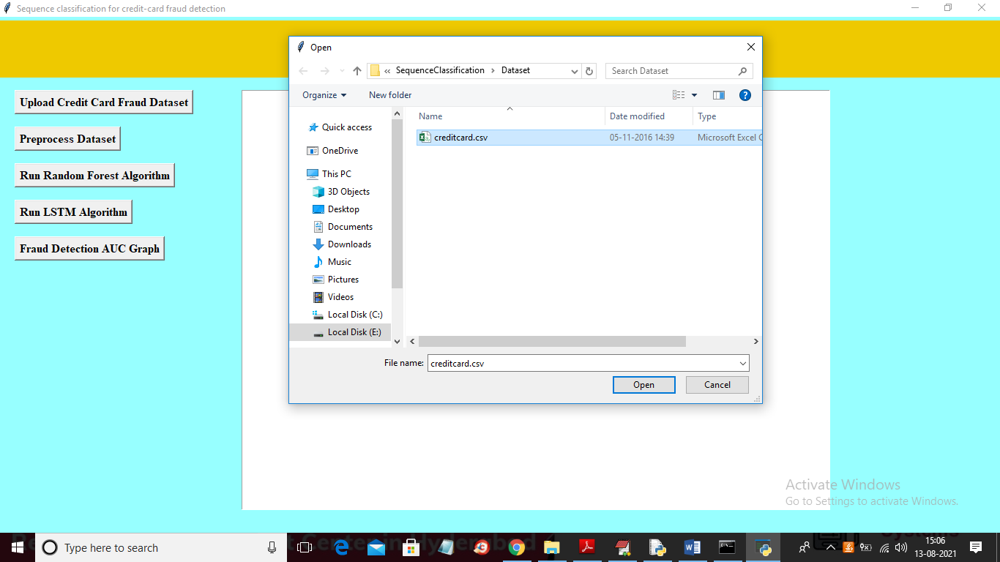 Sequence classification for credit-card fraud detection
Open
« SequenceClassification › Dataset
Search Dataset
Organize
New folder
Upload Credit Card Fraud Dataset
Preprocess Dataset
Run Random Forest Algorithm
Run LSTM Algorithm
Fraud Detection AUC Graph
Quick access
OneDrive
This PC
3D Objects
Desktop
Documents
Downloads
Music
Pictures
Videos
Local Disk (C:)
Local Disk (E:)
Name Date modified Type
creditcard.csv 05-11-2016 14:39 Microsoft Excel C
File name: creditcard.csv
Open Cancel
Activate Windows
Go to Settings to activate Windows.
Type here to search
15:06
13-08-2021